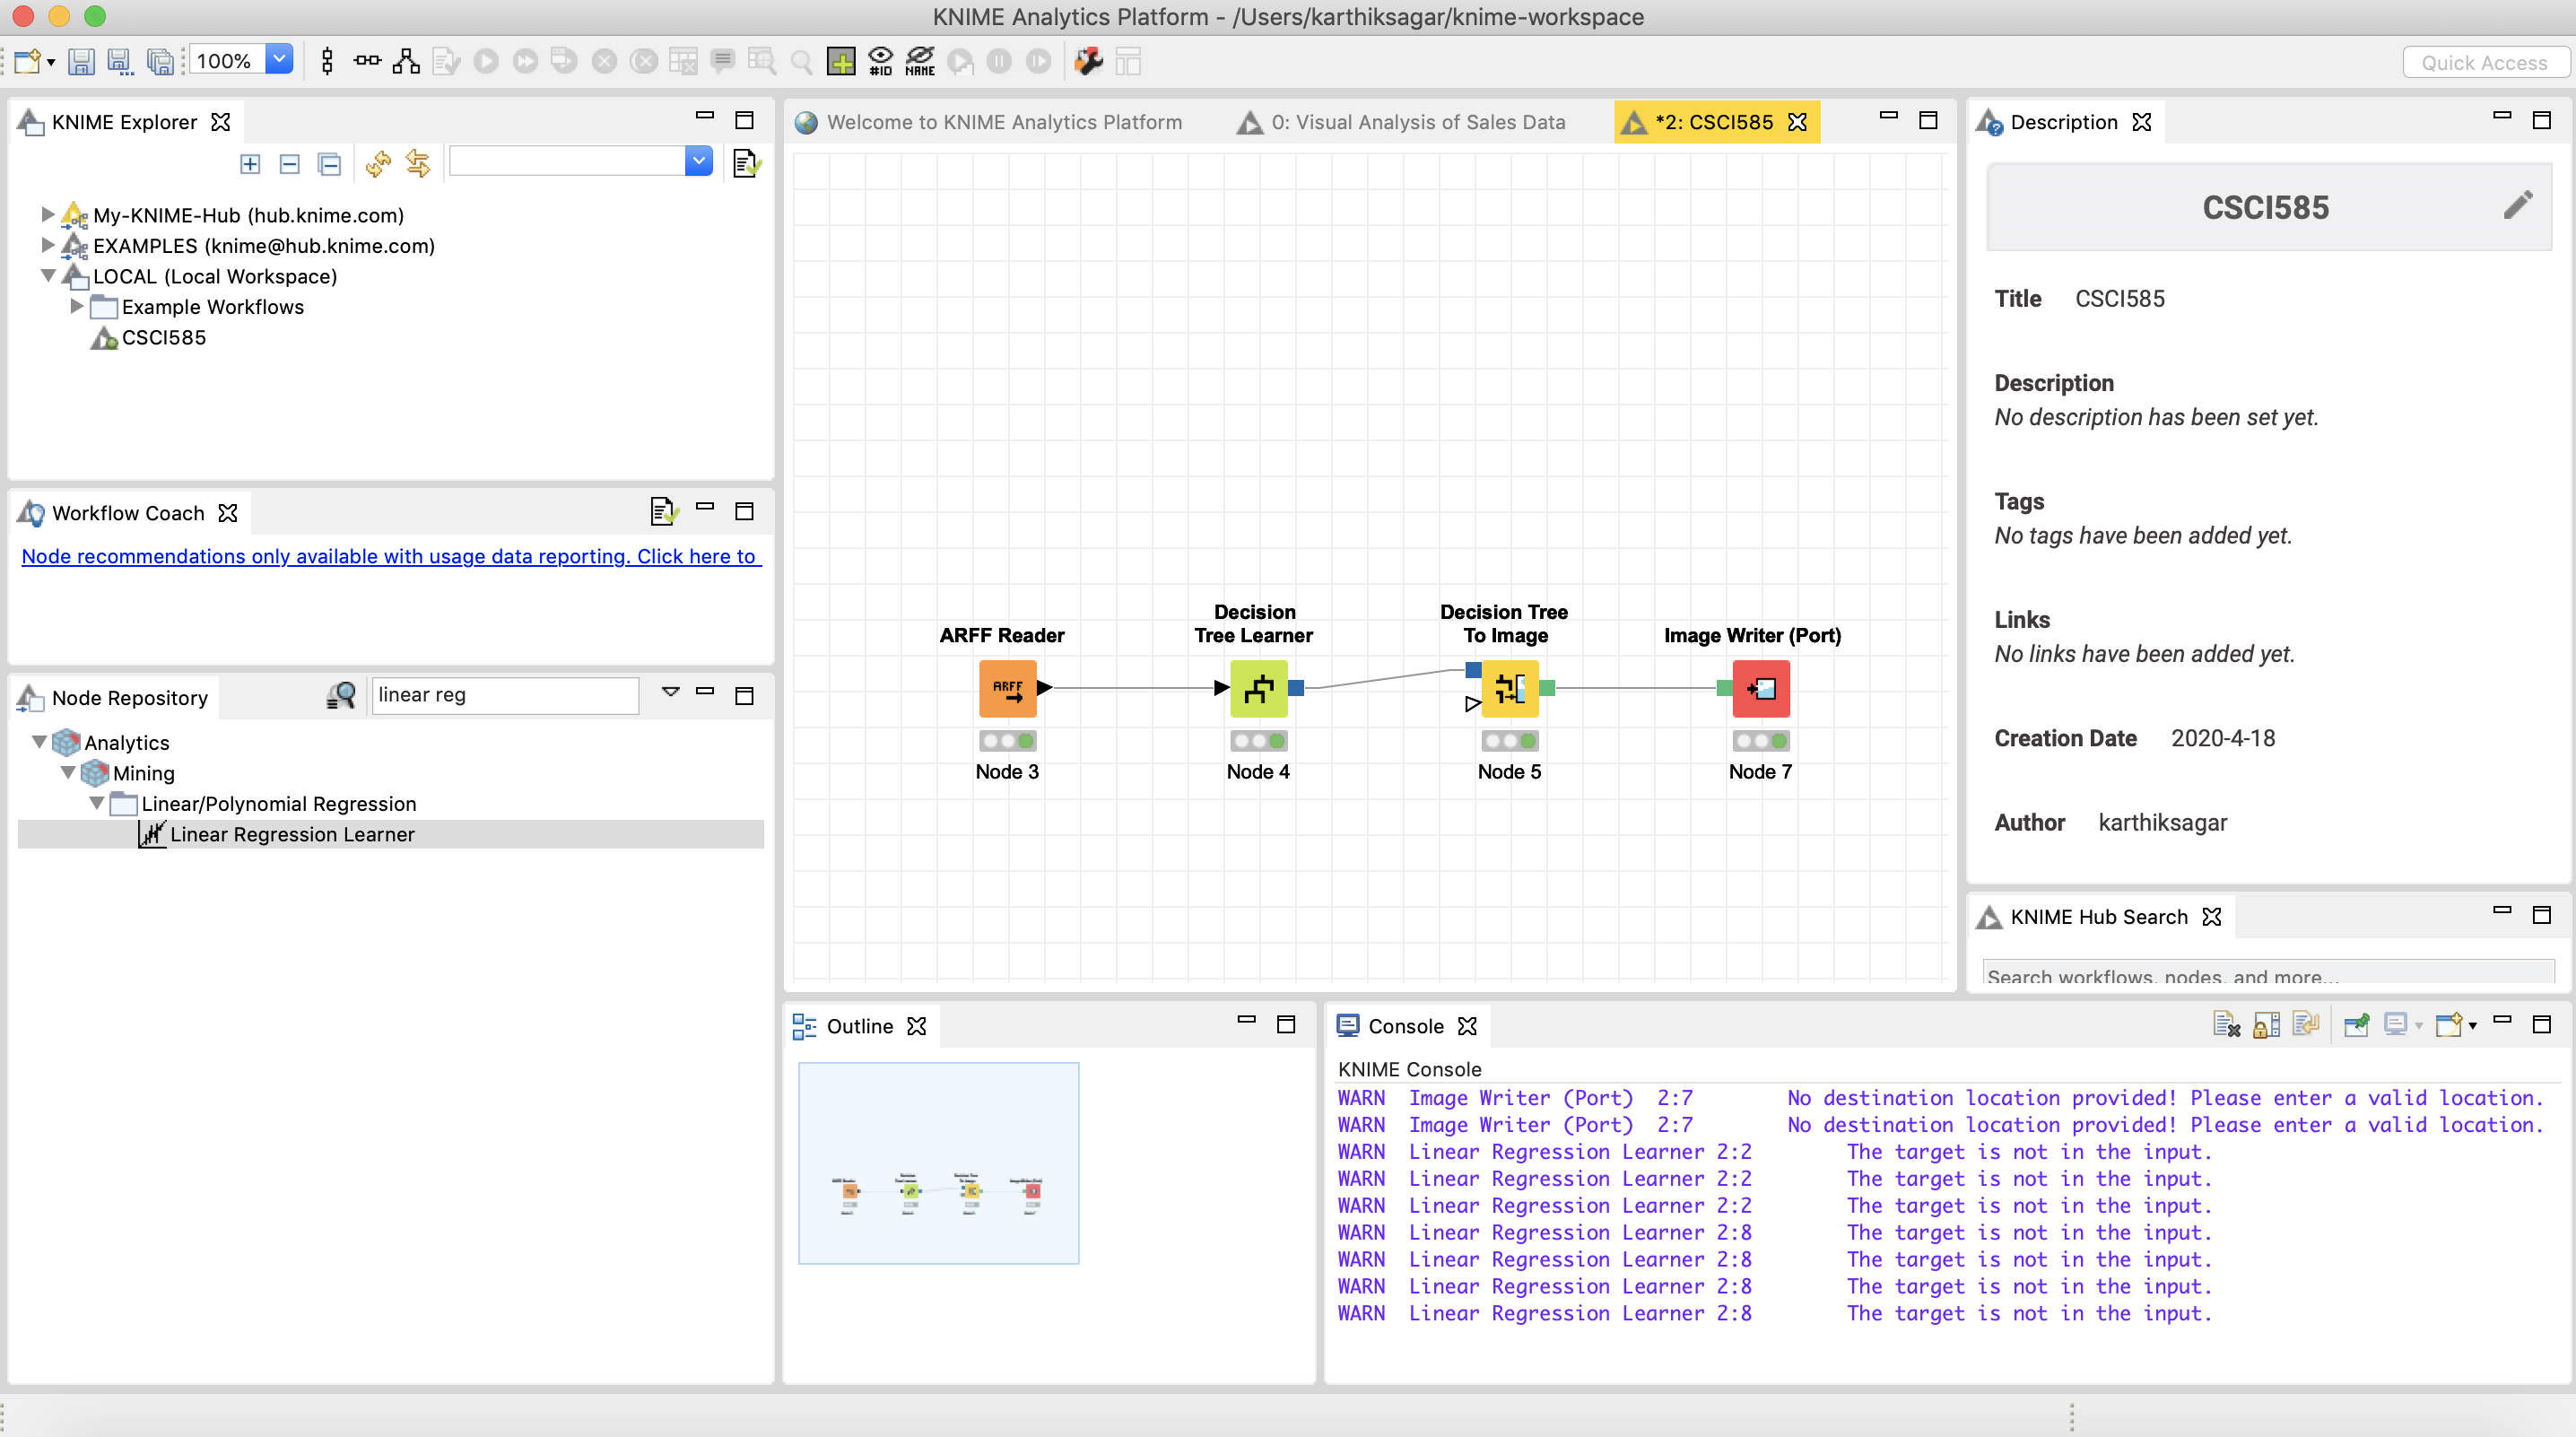 KNIME Analytics Platform - /Users/karthiksagar/knime-workspace
100%
#ID
NAME
Quick Access
KNIME Explorer
My-KNIME-Hub (hub.knime.com)
EXAMPLES (knime@hub.knime.com)
LOCAL (Local Workspace)
Example Workflows
CSCI585
Workflow Coach
Node recommendations only available with usage data reporting. Click here to
Node Repository
linear reg
Analytics
Mining
Linear/Polynomial Regression
Linear Regression Learner
Welcome to KNIME Analytics Platform
0: Visual Analysis of Sales Data
*2: CSCI585
ARFF Reader
ARFF
Node 3
Decision
Tree Learner
Node 4
Decision Tree
To Image
Node 5
Image Writer (Port)
Node 7
Description
CSCI585
Title CSCI585
Description
No description has been set yet.
Tags
No tags have been added yet.
Links
No links have been added yet.
Creation Date 2020-4-18
Author karthiksagar
KNIME Hub Search
Search workflows, nodes, and more...
Outline
Console
KNIME Console
WARN Image Writer (Port) 2:7 No destination location provided! Please enter a valid location.
WARN Image Writer (Port) 2:7 No destination location provided! Please enter a valid location.
WARN Linear Regression Learner 2:2 The target is not in the input.
WARN Linear Regression Learner 2:2 The target is not in the input.
WARN Linear Regression Learner 2:2 The target is not in the input.
WARN Linear Regression Learner 2:8 The target is not in the input.
WARN Linear Regression Learner 2:8 The target is not in the input.
WARN Linear Regression Learner 2:8 The target is not in the input.
WARN Linear Regression Learner 2:8 The target is not in the input.